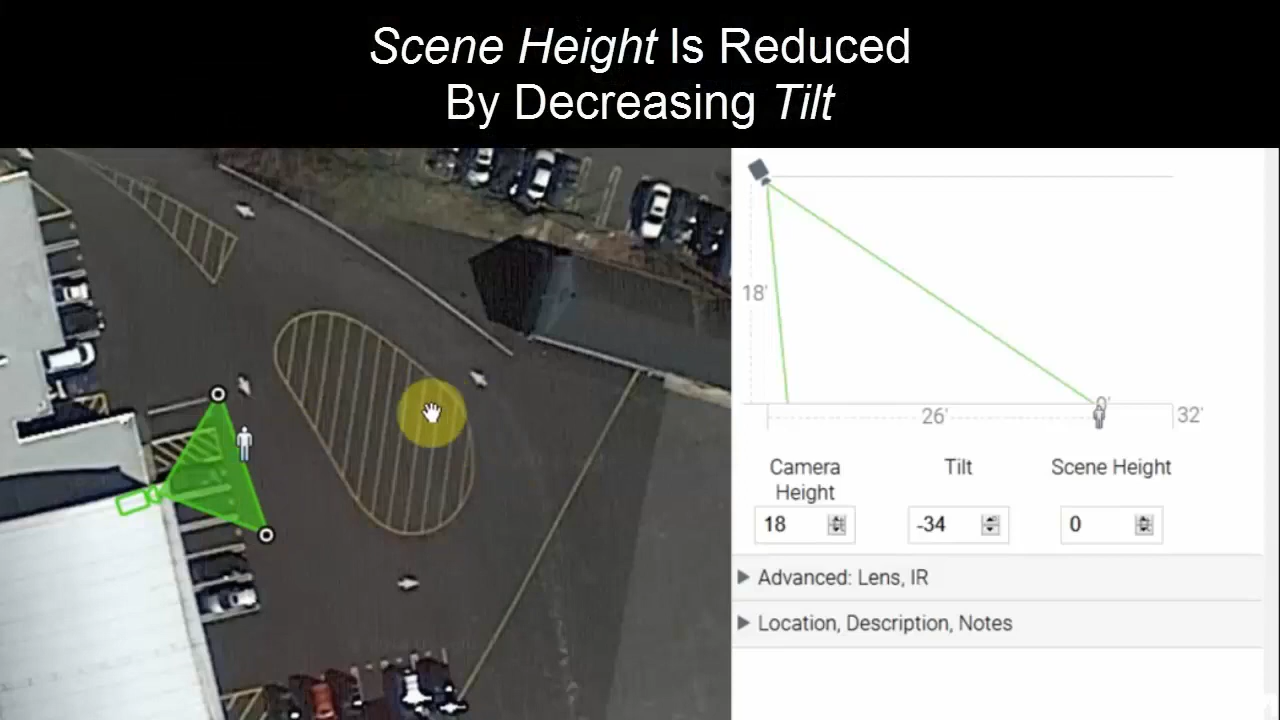 Scene Height Is Reduced
By Decreasing Tilt
18'
0'
26'
32'
Camera
Height
Tilt
Scene Height
18
-34
0
Advanced: Lens, IR
Location, Description, Notes